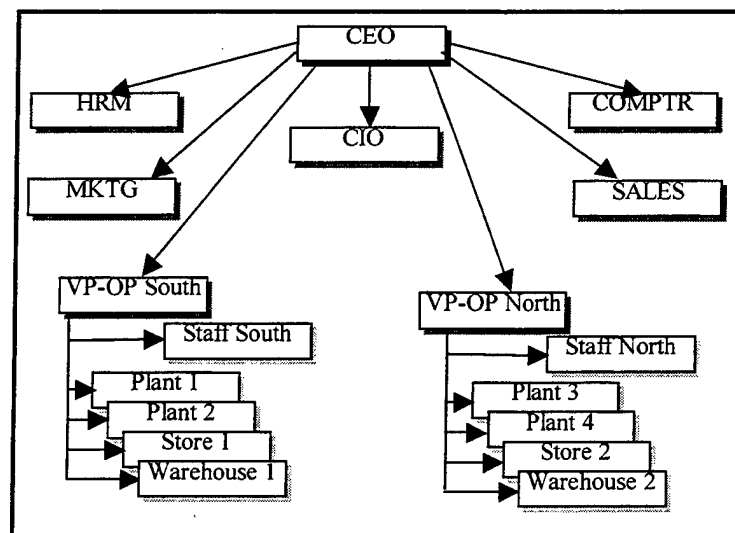 CEO
HRM
COMPTR
CIO
MKTG
SALES
VP-OP South
VP-OP North
Staff South
Staff North
Plant 1
Plant 2
Store 1
Warehouse 1
Plant 3
Plant 4
Store 2
Warehouse 2